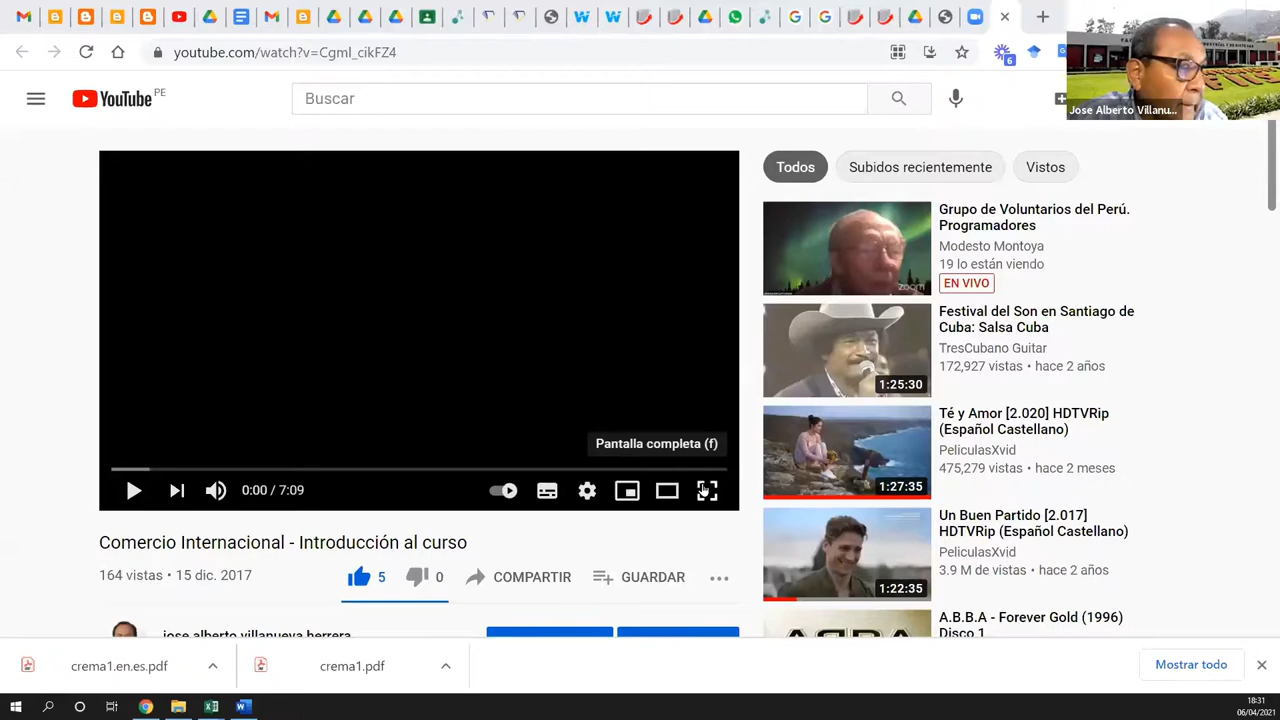 youtube.com/watch?v=Cgml_cikFZ4
6
YouTube PE
Buscar
Jose Alberto Villanu...
Todos
Subidos recientemente
Vistos
Grupo de Voluntarios del Perú.
Programadores
Modesto Montoya
19 lo están viendo
EN VIVO
zoom
Festival del Son en Santiago de
Cuba: Salsa Cuba
TresCubano Guitar
172,927 vistas • hace 2 años
1:25:30
Té y Amor [2.020] HDTVRip
(Español Castellano)
PeliculasXvid
475,279 vistas • hace 2 meses
1:27:35
Un Buen Partido [2.017]
HDTVRip (Español Castellano)
PeliculasXvid
3.9 M de vistas • hace 2 años
1:22:35
A.B.B.A - Forever Gold (1996)
Disco 1
Pantalla completa (f)
0:00 / 7:09
Comercio Internacional - Introducción al curso
164 vistas • 15 dic. 2017
5
0
COMPARTIR
GUARDAR
jose alberto villanueva herrera
crema1.en.es.pdf
crema1.pdf
Mostrar todo
18:31
06/04/2021